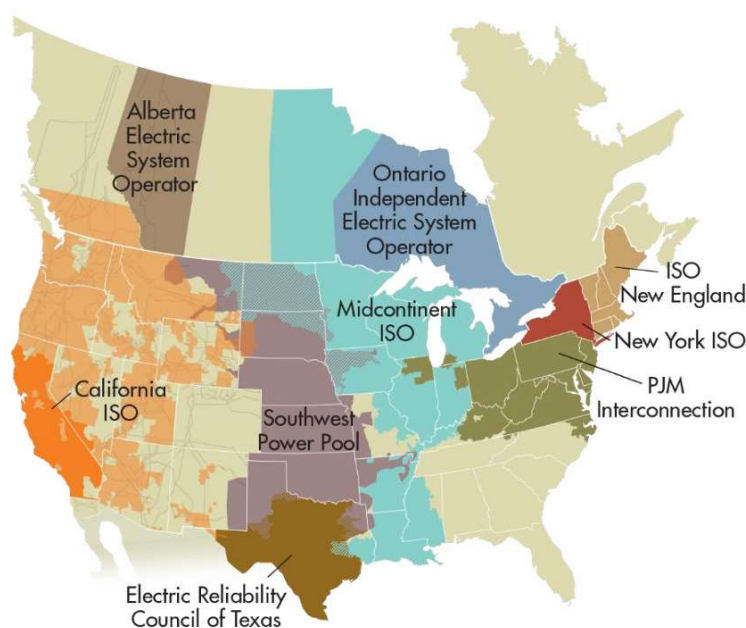 Alberta
Electric
System
Operator
Ontario
Independent
Electric System
Operator
ISO
New England
Midcontinent
ISO
New York ISO
PJM
Interconnection
California
ISO
Southwest
Power Pool
Electric Reliability
Council of Texas